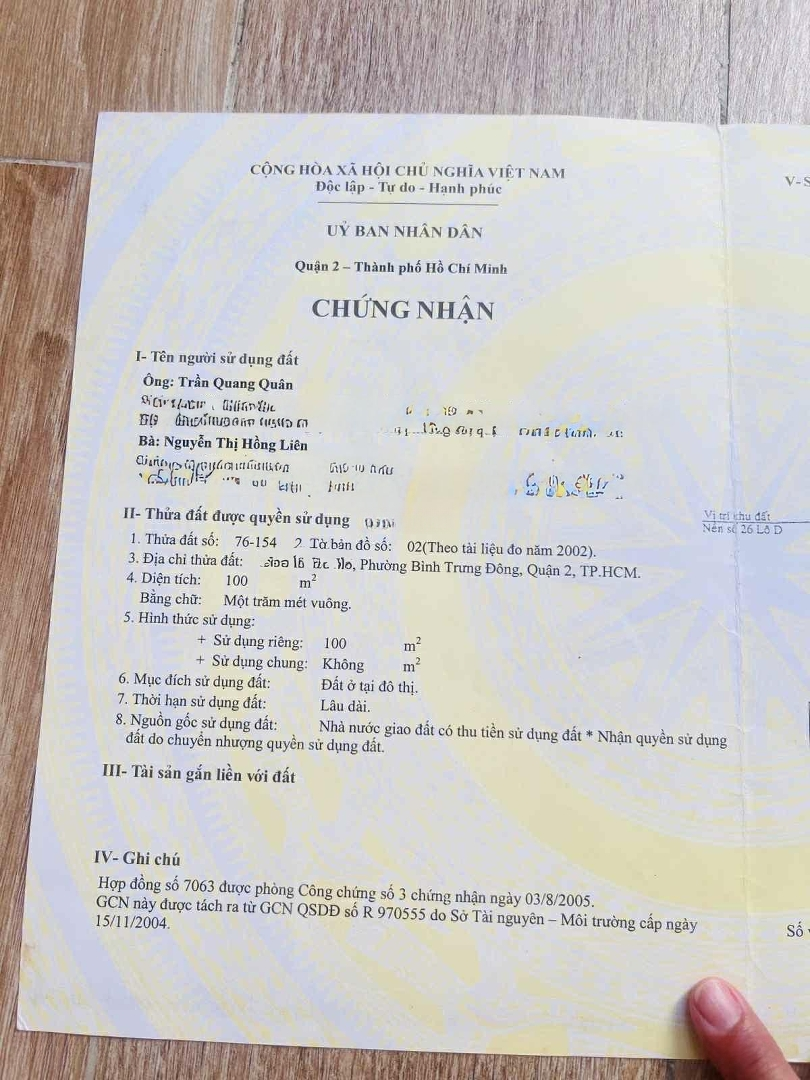 CỘNG HÒA XÃ HỘI CHỦ NGHĨA VIỆT NAM
Độc lập - Tự do - Hạnh phúc
UỶ BAN NHÂN DÂN
Quận 2 – Thành phố Hồ Chí Minh
CHỨNG NHẬN
I- Tên người sử dụng đất
Ông: Trần Quang Quân
Bà: Nguyễn Thị Hồng Liên
II- Thửa đất được quyền sử dụng
1. Thửa đất số: 76-154 2. Tờ bản đồ số: 02(Theo tài liệu đo năm 2002).
3. Địa chỉ thửa đất: Phường Bình Trưng Đông, Quận 2, TP.HCM.
4. Diện tích: 100 m²
Bằng chữ: Một trăm mét vuông.
5. Hình thức sử dụng:
+ Sử dụng riêng: 100 m²
+ Sử dụng chung: Không m²
6. Mục đích sử dụng đất: Đất ở tại đô thị.
7. Thời hạn sử dụng đất: Lâu dài.
8. Nguồn gốc sử dụng đất: Nhà nước giao đất có thu tiền sử dụng đất * Nhận quyền sử dụng
đất do chuyển nhượng quyền sử dụng đất.
III- Tài sản gắn liền với đất
IV- Ghi chú
Hợp đồng số 7063 được phòng Công chứng số 3 chứng nhận ngày 03/8/2005.
GCN này được tách ra từ GCN QSDĐ số R 970555 do Sở Tài nguyên – Môi trường cấp ngày
15/11/2004.
V- S
Vị trí khu đất
Nền số 26 Lô D
Số